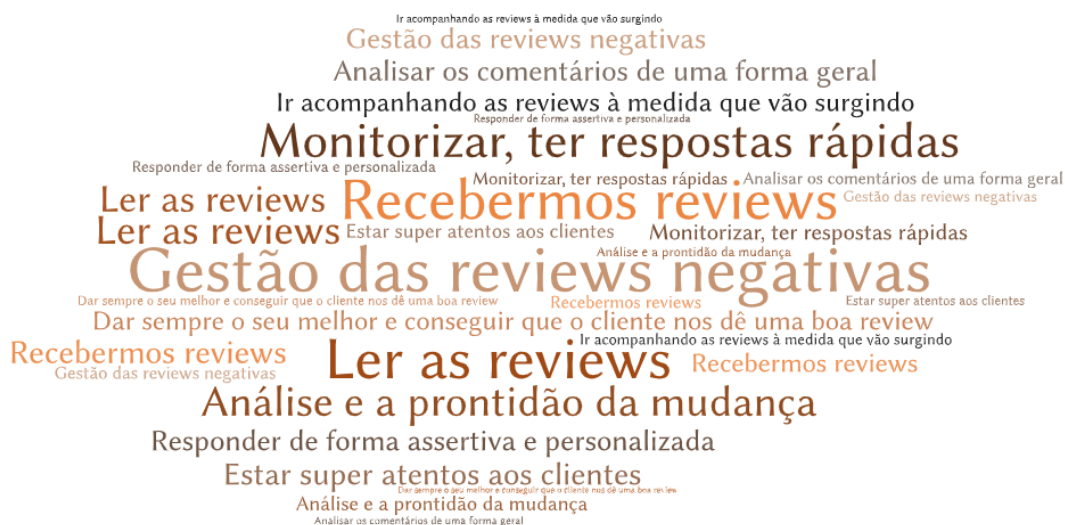 Ir acompanhando as reviews à medida que vão surgindo
Gestão das reviews negativas
Analisar os comentários de uma forma geral
Ir acompanhando as reviews à medida que vão surgindo
Responder de forma assertiva e personalizada
Monitorizar, ter respostas rápidas
Responder de forma assertiva e personalizada
Monitorizar, ter respostas rápidas
Analisar os comentários de uma forma geral
Ler as reviews
Recebermos reviews
Gestão das reviews negativas
Ler as reviews
Estar super atentos aos clientes
Monitorizar, ter respostas rápidas
Análise e a prontidão da mudança
Gestão das reviews negativas
Dar sempre o seu melhor e conseguir que o cliente nos dê uma boa review
Recebermos reviews
Estar super atentos aos clientes
Dar sempre o seu melhor e conseguir que o cliente nos dê uma boa review
Ir acompanhando as reviews à medida que vão surgindo
Recebermos reviews
Ler as reviews
Recebermos reviews
Gestão das reviews negativas
Análise e a prontidão da mudança
Responder de forma assertiva e personalizada
Estar super atentos aos clientes
Dar sempre o seu melhor e conseguir que o cliente nos dê uma boa review
Análise e a prontidão da mudança
Analisar os comentários de uma forma geral